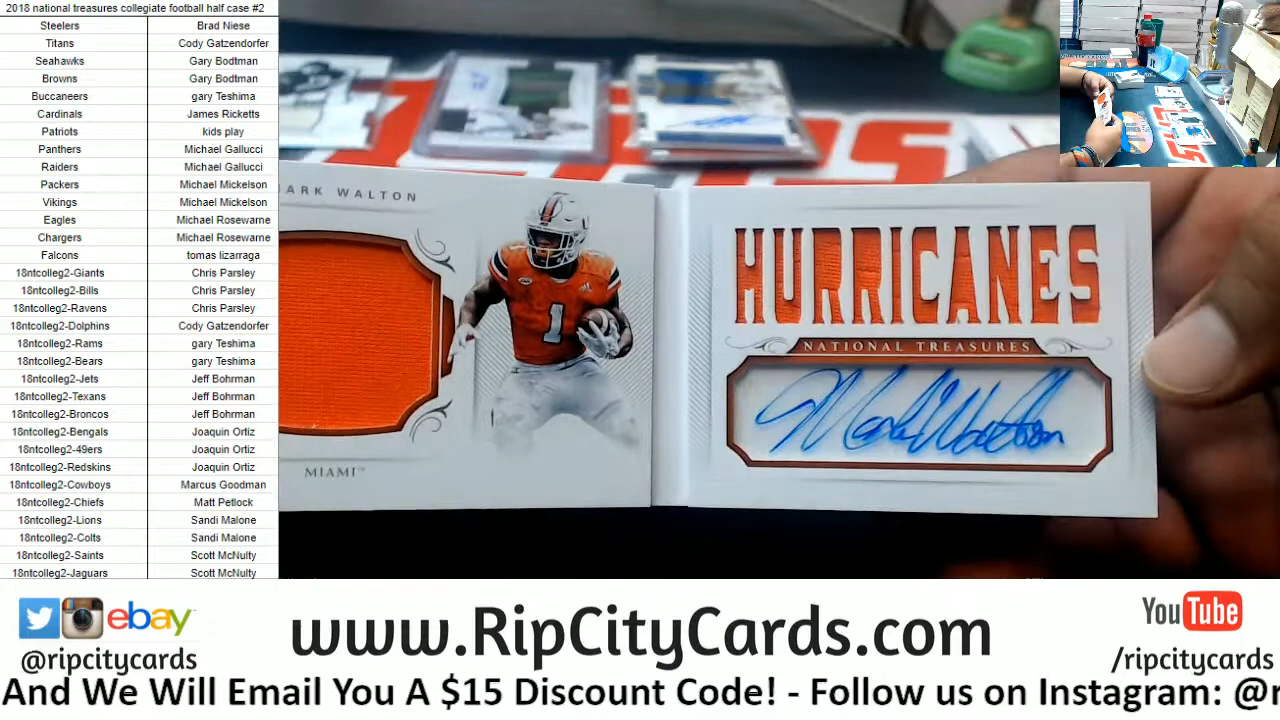 2018 national treasures collegiate football half case #2
Steelers Brad Niese
Titans Cody Gatzendorfer
Seahawks Gary Bodtman
Browns Gary Bodtman
Buccaneers gary Teshima
Cardinals James Ricketts
Patriots kids play
Panthers Michael Gallucci
Raiders Michael Gallucci
Packers Michael Mickelson
Vikings Michael Mickelson
Eagles Michael Rosewarne
Chargers Michael Rosewarne
Falcons tomas lizarraga
18ntcolleg2-Giants Chris Parsley
18ntcolleg2-Bills Chris Parsley
18ntcolleg2-Ravens Chris Parsley
18ntcolleg2-Dolphins Cody Gatzendorfer
18ntcolleg2-Rams gary Teshima
18ntcolleg2-Bears gary Teshima
18ntcolleg2-Jets Jeff Bohrman
18ntcolleg2-Texans Jeff Bohrman
18ntcolleg2-Broncos Jeff Bohrman
18ntcolleg2-Bengals Joaquin Ortiz
18ntcolleg2-49ers Joaquin Ortiz
18ntcolleg2-Redskins Joaquin Ortiz
18ntcolleg2-Cowboys Marcus Goodman
18ntcolleg2-Chiefs Matt Petlock
18ntcolleg2-Lions Sandi Malone
18ntcolleg2-Colts Sandi Malone
18ntcolleg2-Saints Scott McNulty
18ntcolleg2-Jaguars Scott McNulty
ARK WALTON
1
MIAMI™
HURRICANES
NATIONAL TREASURES
Mark Walton
ebay
@ripcitycards
www.RipCityCards.com
YouTube
/ripcitycards
And We Will Email You A $15 Discount Code! - Follow us on Instagram: @r